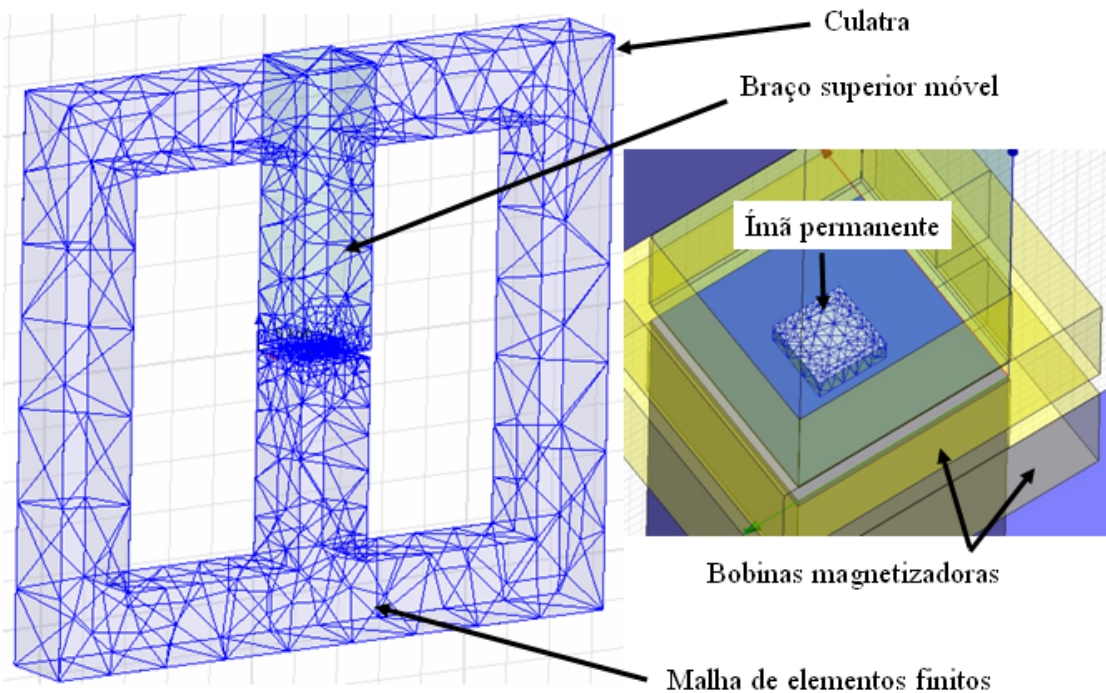 Culatra
Braço superior móvel
Ímã permanente
Bobinas magnetizadoras
Malha de elementos finitos